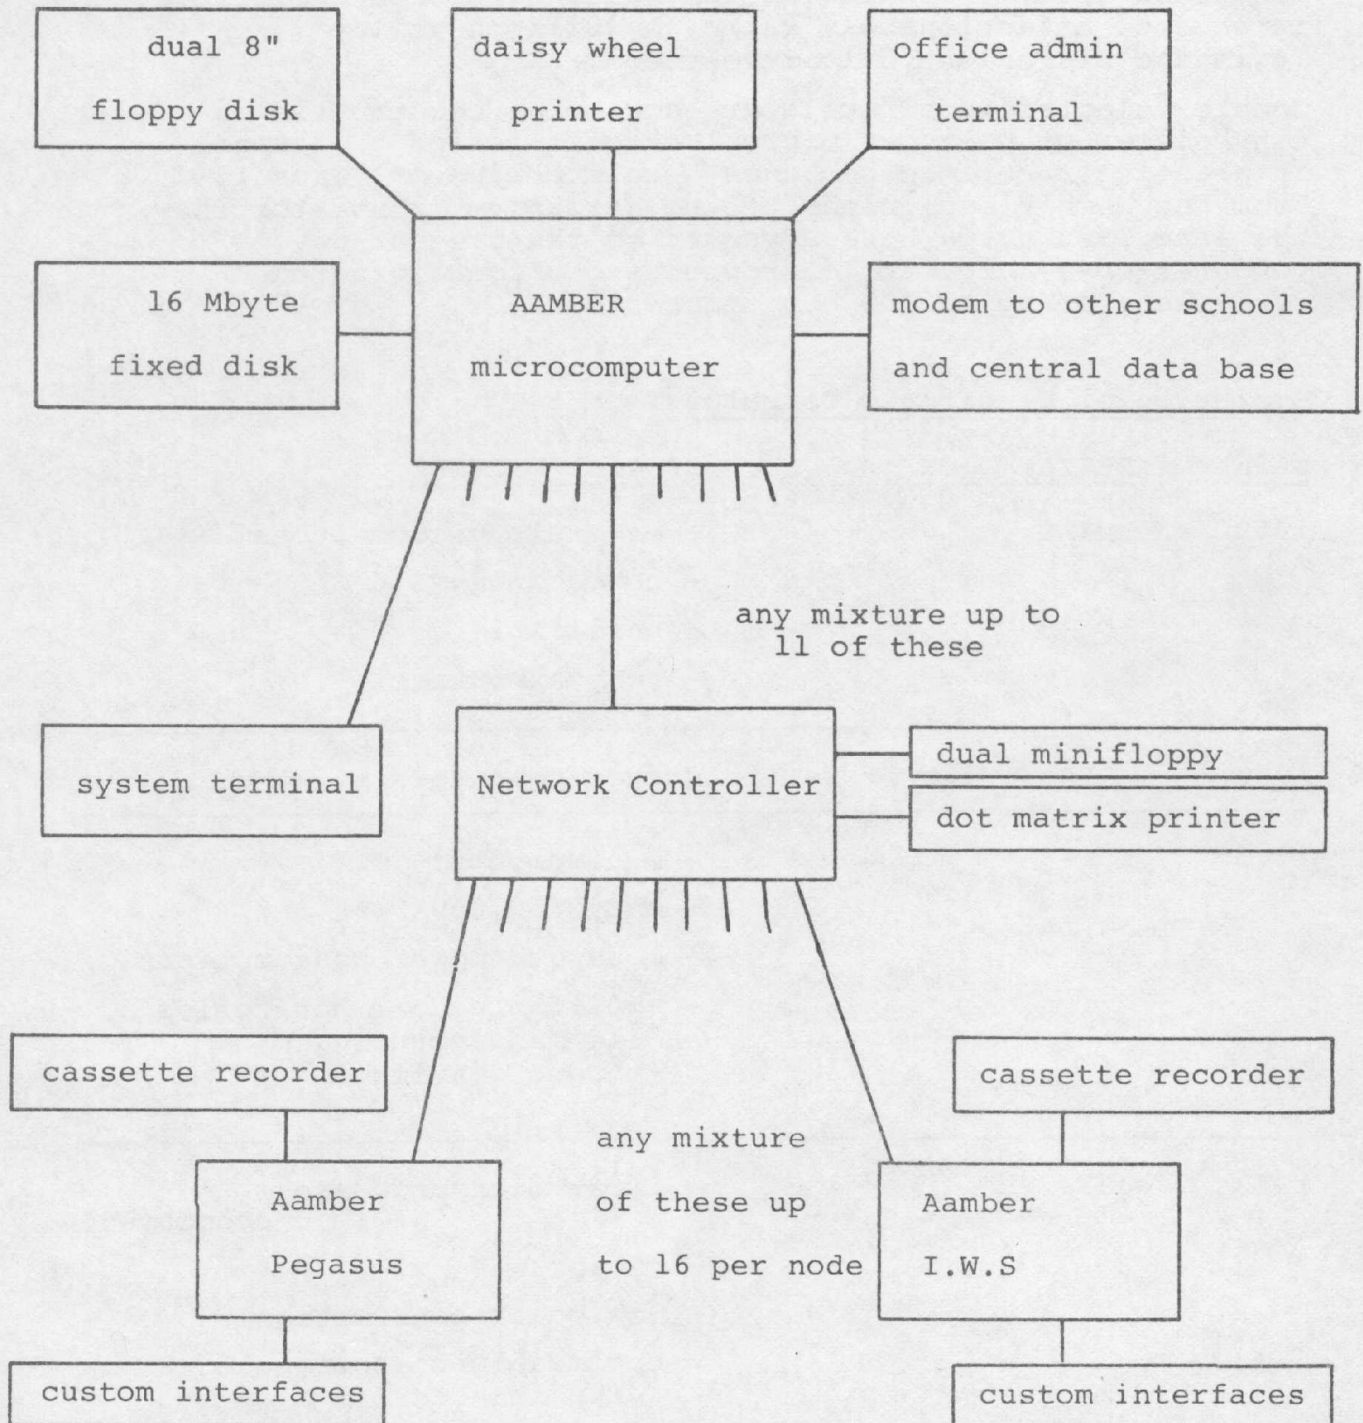 dual 8"
floppy disk
daisy wheel
printer
office admin
terminal
16 Mbyte
fixed disk
AAMBER
microcomputer
modem to other schools
and central data base
any mixture up to
11 of these
system terminal
Network Controller
dual minifloppy
dot matrix printer
cassette recorder
cassette recorder
Aamber
Pegasus
any mixture
of these up
to 16 per node
Aamber
I.W.S
custom interfaces
custom interfaces